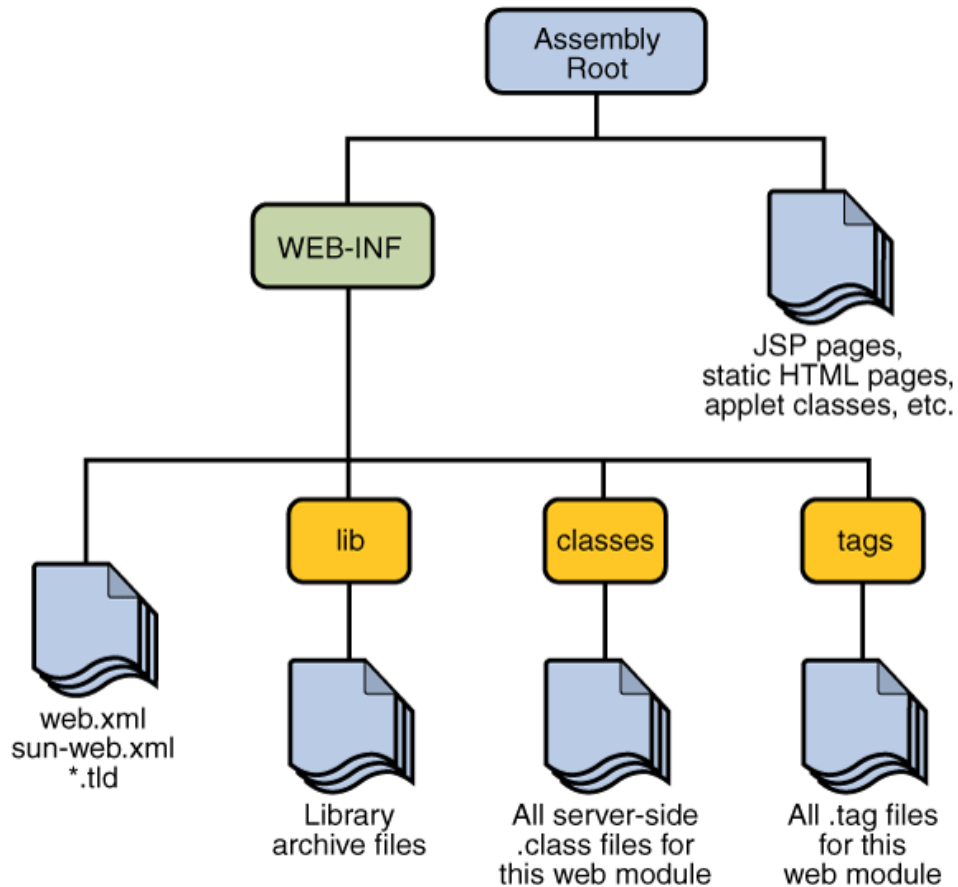 Assembly
Root
WEB-INF
JSP pages,
static HTML pages,
applet classes, etc.
lib
classes
tags
web.xml
sun-web.xml
*.tld
Library
archive files
All server-side
.class files for
this web module
All .tag files
for this
web module